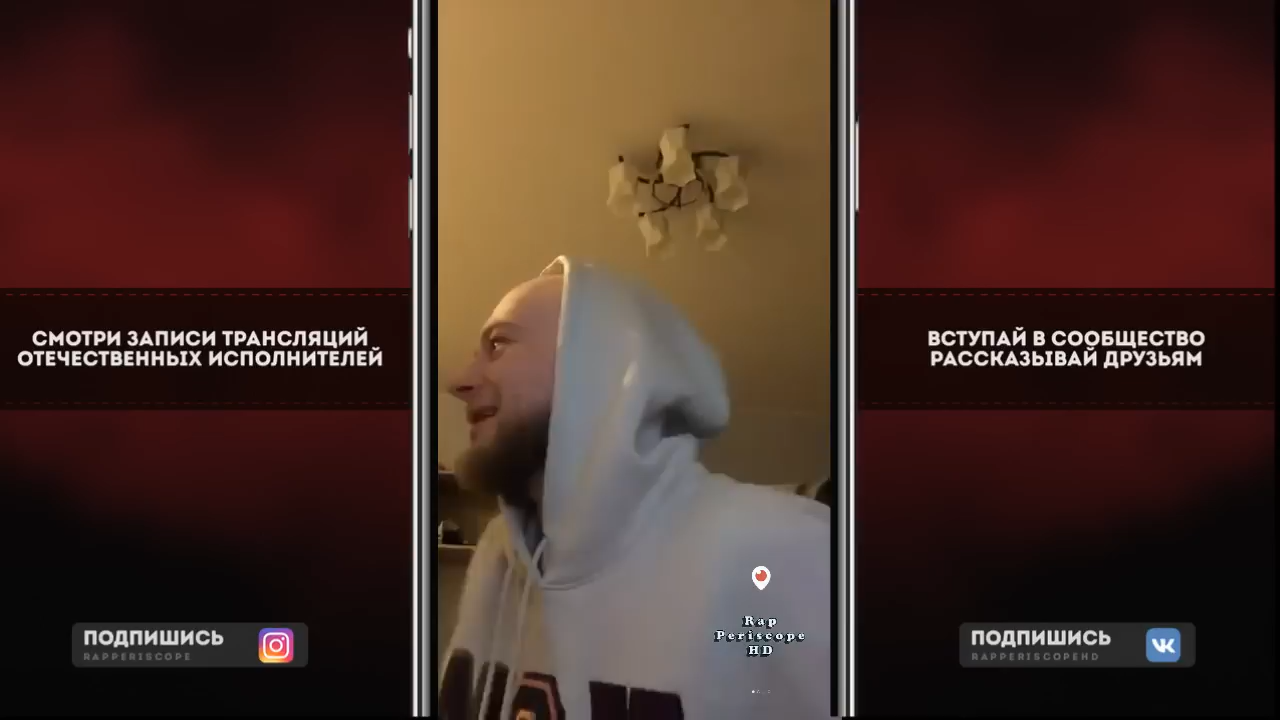 СМОТРИ ЗАПИСИ ТРАНСЛЯЦИЙ
ОТЕЧЕСТВЕННЫХ ИСПОЛНИТЕЛЕЙ
ВСТУПАЙ В СООБЩЕСТВО
РАССКАЗЫВАЙ ДРУЗЬЯМ
Rap
Periscope
HD
ПОДПИШИСЬ
RAPPERISCOPE
ПОДПИШИСЬ
RAPPERISCOPEHD